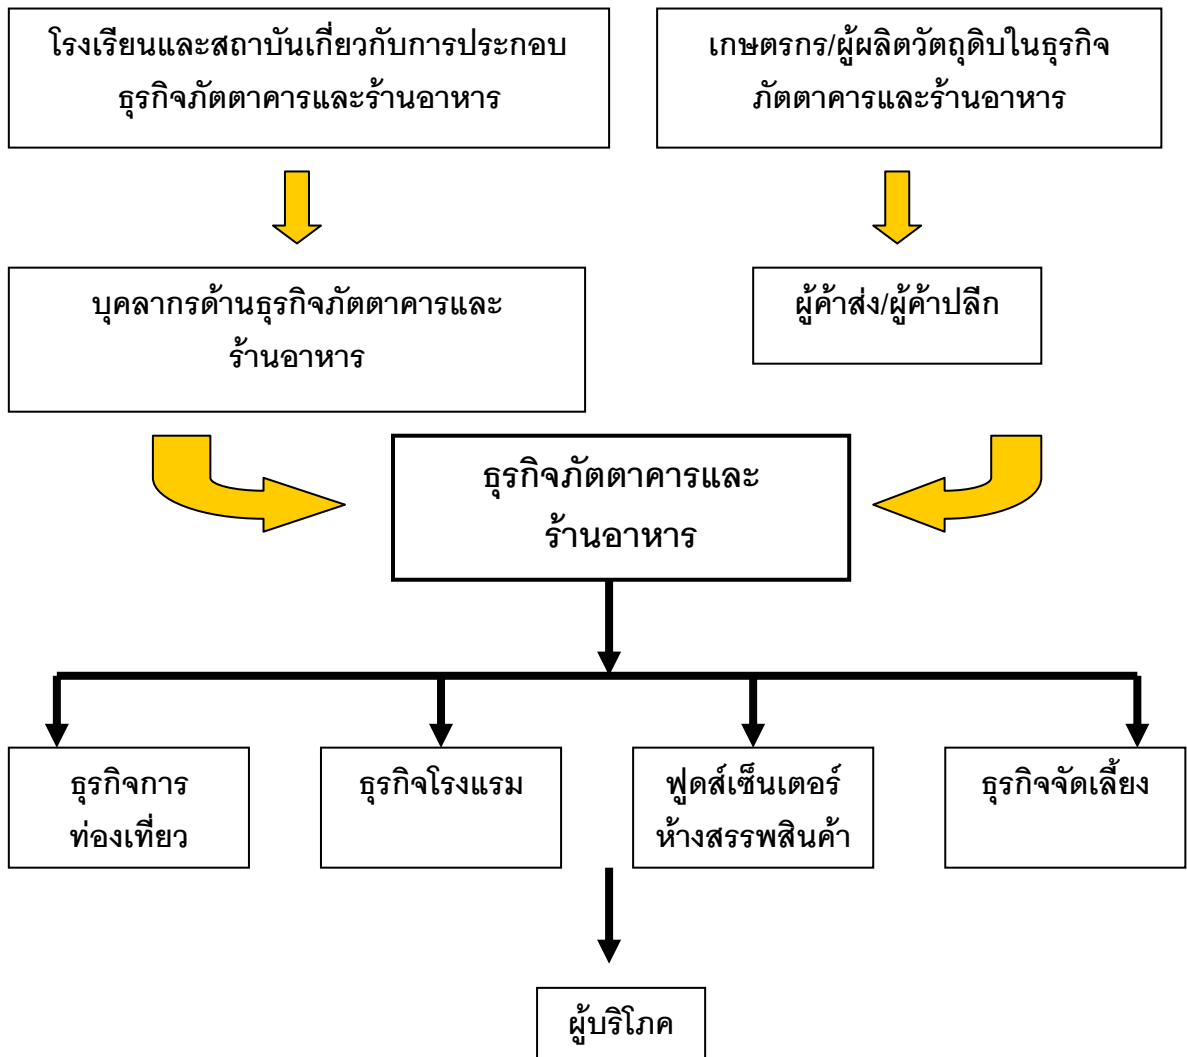 โรงเรียนและสถาบันเกี่ยวกับการประกอบ
ธุรกิจภัตตาคารและร้านอาหาร
เกษตรกร/ผู้ผลิตวัตถุดิบในธุรกิจ
ภัตตาคารและร้านอาหาร
บุคลากรด้านธุรกิจภัตตาคารและ
ร้านอาหาร
ผู้ค้าส่ง/ผู้ค้าปลีก
ธุรกิจภัตตาคารและ
ร้านอาหาร
ธุรกิจการ
ท่องเที่ยว
ธุรกิจโรงแรม
ฟูดส์เซ็นเตอร์
ห้างสรรพสินค้า
ธุรกิจจัดเลี้ยง
ผู้บริโภค